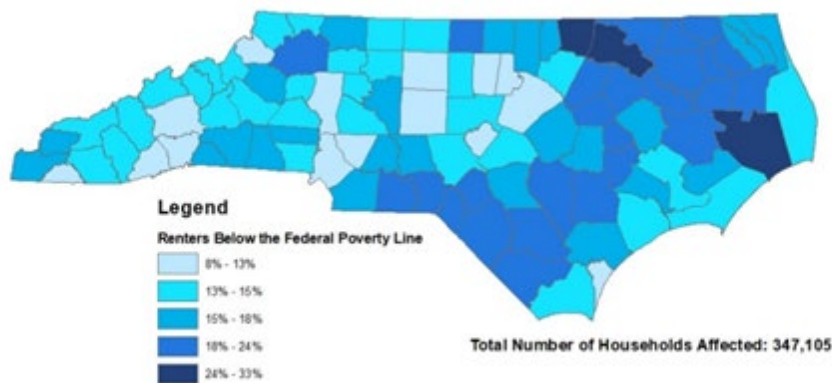 Legend
Renters Below the Federal Poverty Line
8% - 13%
13% - 15%
15% - 18%
18% - 24%
24% - 33%
Total Number of Households Affected: 347,105